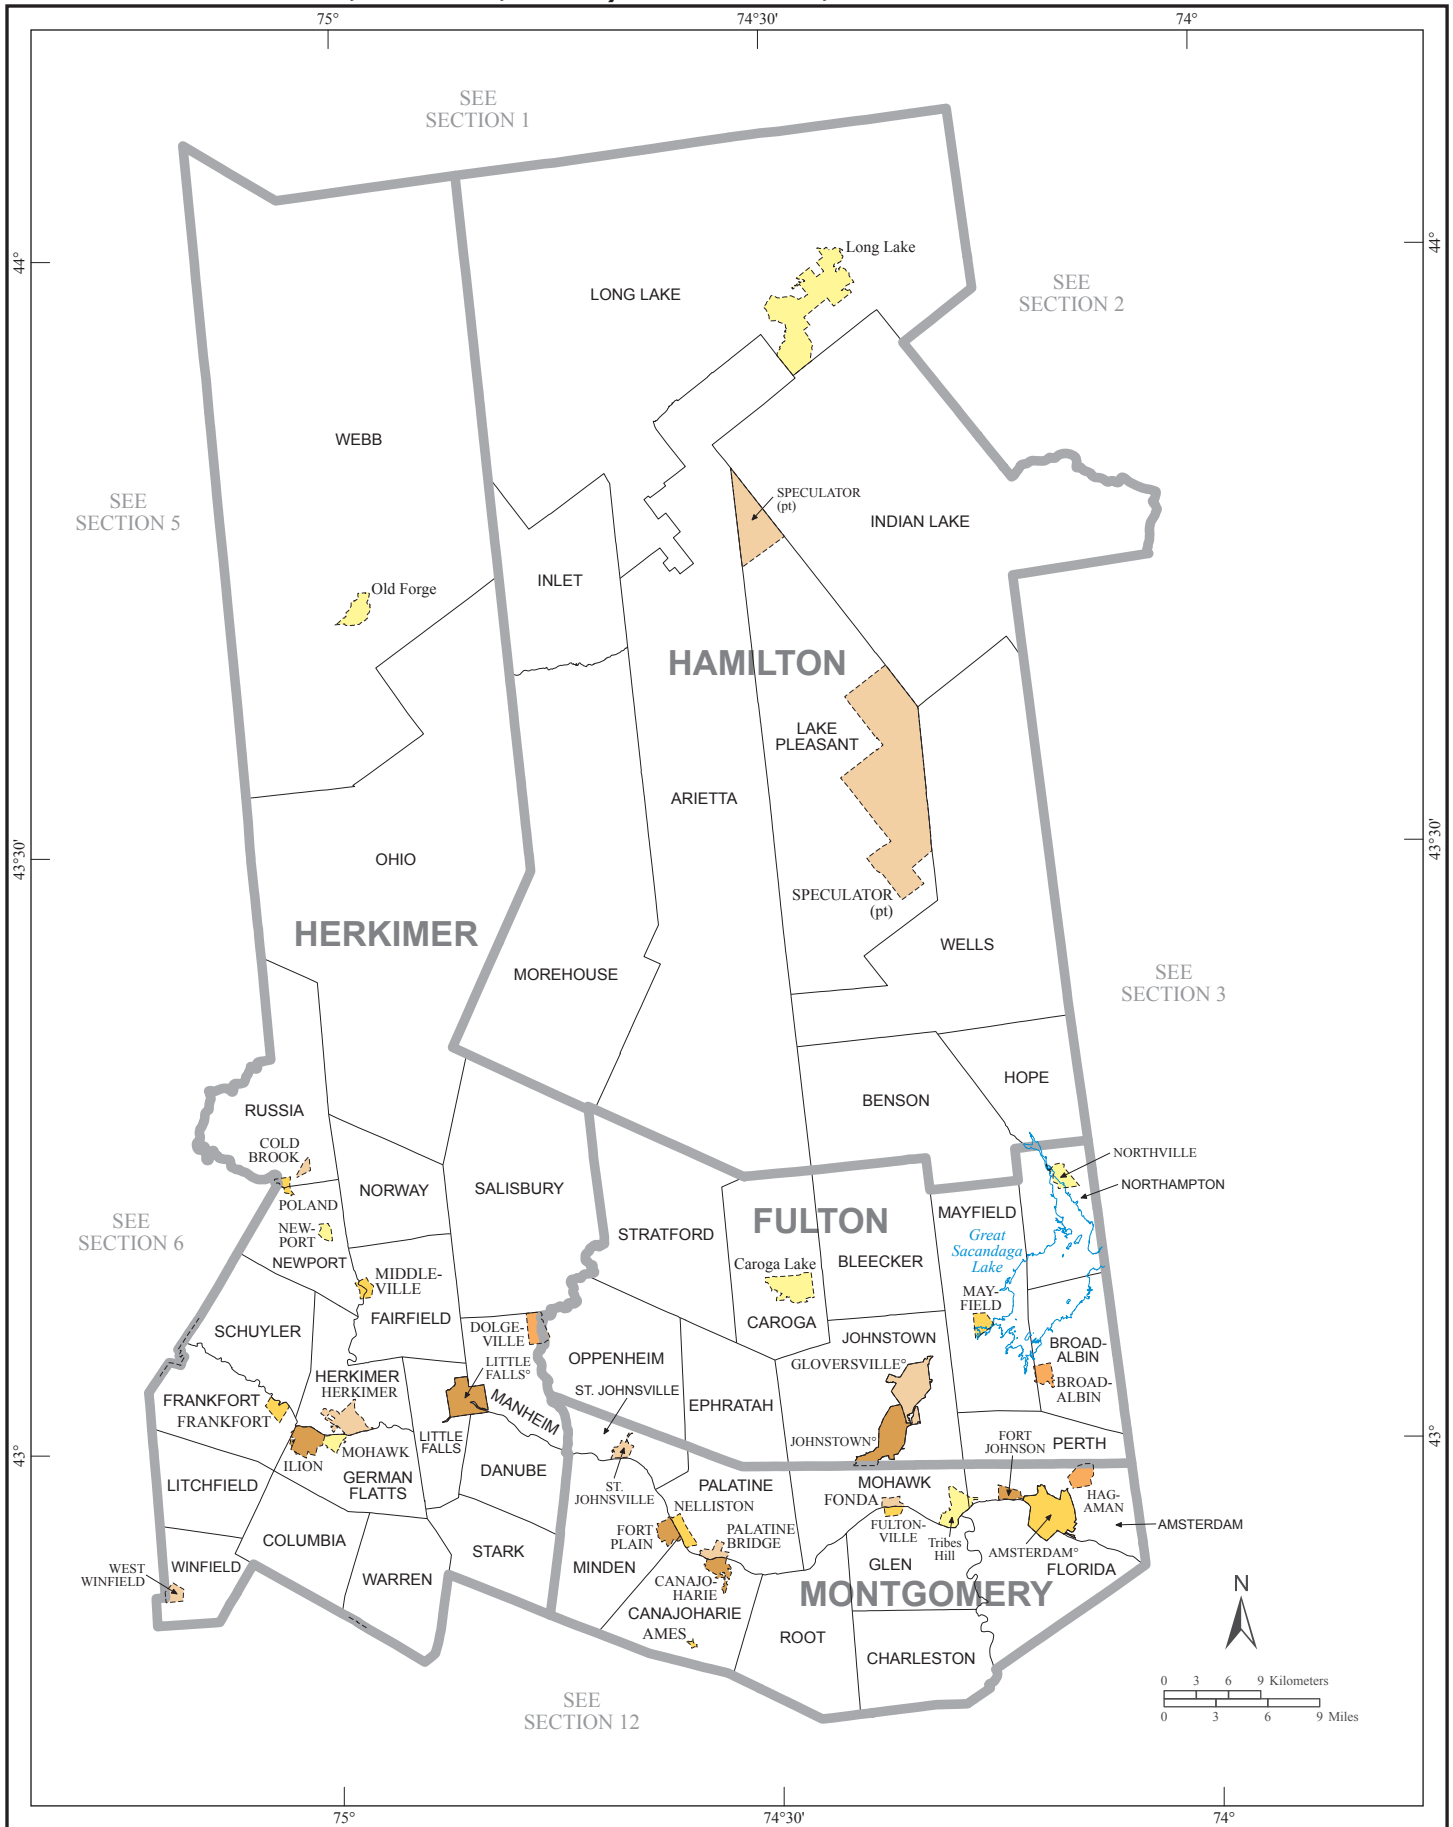 75°
74°30'
74°
SEE
SECTION 1
44°
44°
Long Lake
LONG LAKE
SEE
SECTION 2
WEBB
SEE
SECTION 5
SPECULATOR
(pt)
INDIAN LAKE
INLET
Old Forge
HAMILTON
LAKE
PLEASANT
ARIETTA
43°30'
43°30'
OHIO
SPECULATOR
(pt)
HERKIMER
WELLS
MOREHOUSE
SEE
SECTION 3
HOPE
BENSON
RUSSIA
COLD
BROOK
NORTHVILLE
NORTHAMPTON
NORWAY
SALISBURY
POLAND
MAYFIELD
FULTON
SEE
SECTION 6
NEW-
PORT
NEWPORT
STRATFORD
Great
Sacandaga
Lake
BLEECKER
Caroga Lake
MIDDLE-
VILLE
MAY-
FIELD
FAIRFIELD
CAROGA
SCHUYLER
DOLGE-
VILLE
JOHNSTOWN
BROAD-
ALBIN
OPPENHEIM
GLOVERSVILLE°
LITTLE
FALLS°
HERKIMER
HERKIMER
BROAD-
ALBIN
ST. JOHNSVILLE
FRANKFORT
FRANKFORT
MANHEIM
EPHRATAH
LITTLE
FALLS
JOHNSTOWN°
FORT
JOHNSON
PERTH
43°
43°
MOHAWK
ILION
DANUBE
GERMAN
FLATTS
LITCHFIELD
ST.
JOHNSVILLE
PALATINE
MOHAWK
HAG-
AMAN
FONDA
NELLISTON
FULTON-
VILLE
AMSTERDAM
FORT
PLAIN
PALATINE
BRIDGE
Tribes
Hill
AMSTERDAM°
COLUMBIA
STARK
WINFIELD
WEST
WINFIELD
MINDEN
GLEN
FLORIDA
WARREN
CANAJO-
HARIE
MONTGOMERY
N
CANAJOHARIE
AMES
ROOT
CHARLESTON
0 3 6 9 Kilometers
0 3 6 9 Miles
SEE
SECTION 12
75°
74°30'
74°